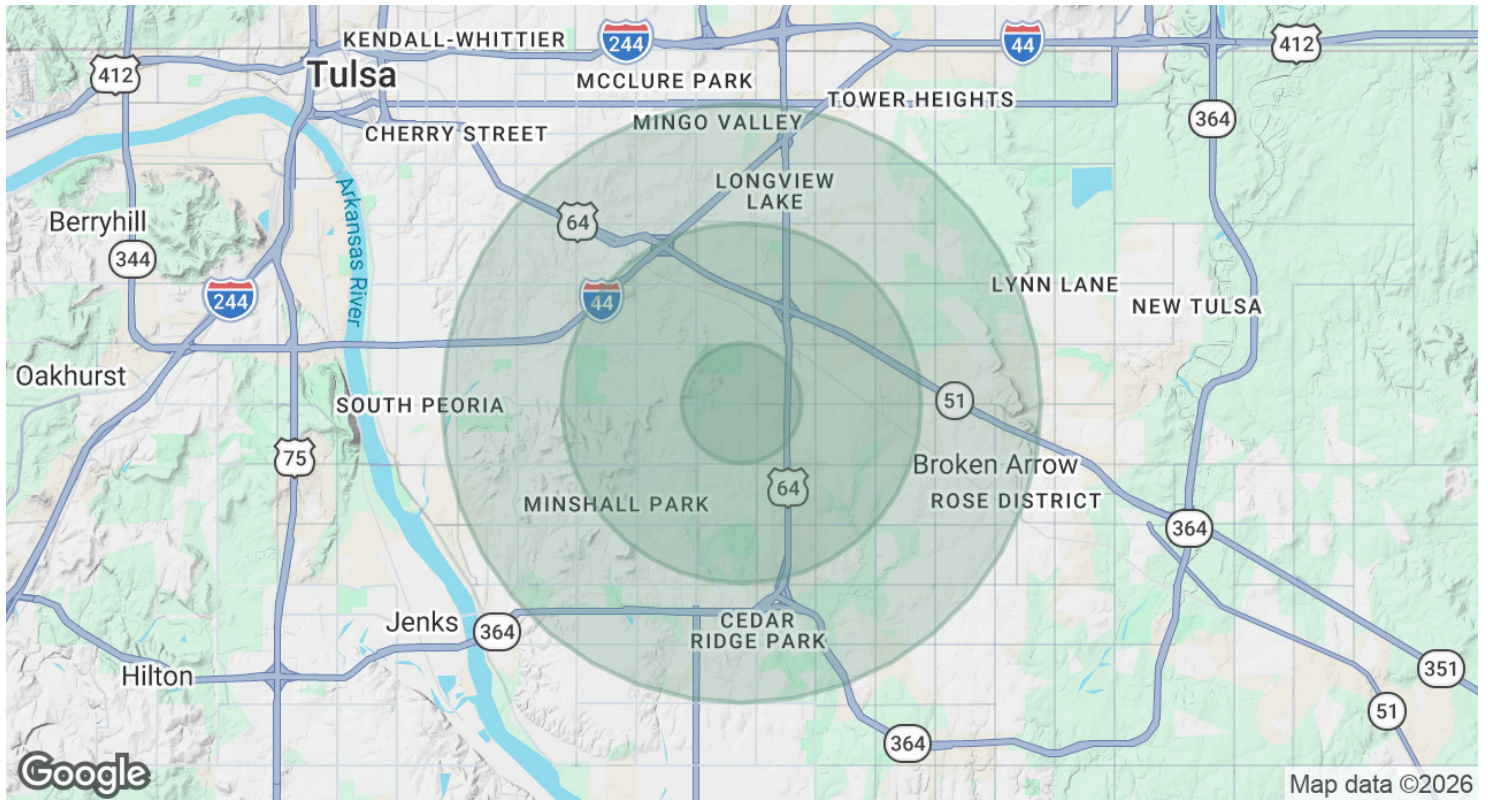 KENDALL-WHITTIER
244
44
412
412
Tulsa
MCCLURE PARK
TOWER HEIGHTS
364
CHERRY STREET
MINGO VALLEY
LONGVIEW
LAKE
Arkansas River
Berryhill
64
344
244
44
LYNN LANE
NEW TULSA
Oakhurst
SOUTH PEORIA
51
75
Broken Arrow
64
ROSE DISTRICT
MINSHALL PARK
364
Jenks
364
CEDAR
RIDGE PARK
Hilton
351
51
364
Google
Map data ©2026